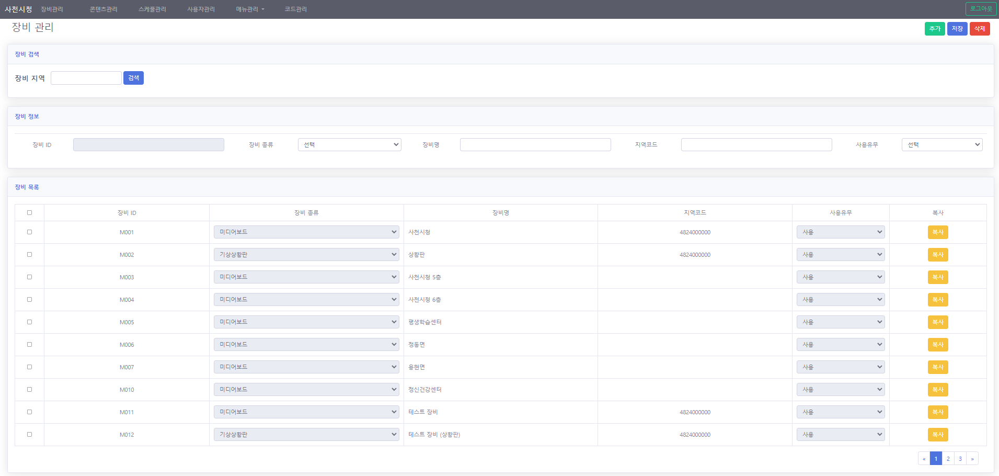 사천시청 장비관리 콘텐츠관리 스케쥴관리 사용자관리 메뉴관리 코드관리 로그아웃
장비 관리 추가 저장 삭제
장비 검색
장비 지역 검색
장비 정보
장비 ID 장비 종류 선택 장비명 지역코드 사용유무 선택
장비 목록
장비 ID 장비 종류 장비명 지역코드 사용유무 복사
M001 미디어보드 사천시청 4824000000 사용 복사
M002 기상상황판 상황판 4824000000 사용 복사
M003 미디어보드 사천시청 5층 사용 복사
M004 미디어보드 사천시청 6층 사용 복사
M005 미디어보드 평생학습센터 사용 복사
M006 미디어보드 정동면 사용 복사
M007 미디어보드 용현면 사용 복사
M010 미디어보드 정신건강센터 사용 복사
M011 미디어보드 테스트 장비 4824000000 사용 복사
M012 기상상황판 테스트 장비 (상황판) 4824000000 사용 복사
« 1 2 3 »